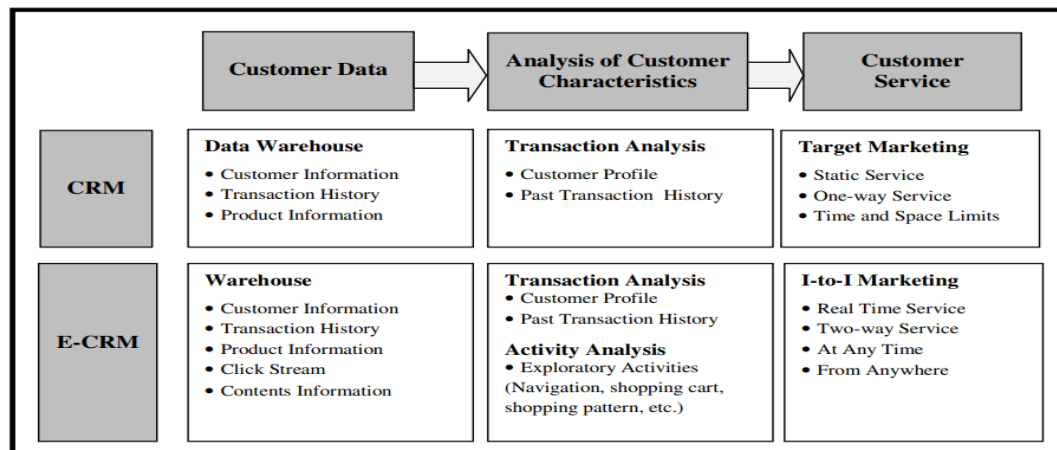 Customer Data
Analysis of Customer
Characteristics
Customer
Service
CRM
Data Warehouse
• Customer Information
• Transaction History
• Product Information
Transaction Analysis
• Customer Profile
• Past Transaction History
Target Marketing
• Static Service
• One-way Service
• Time and Space Limits
E-CRM
Warehouse
• Customer Information
• Transaction History
• Product Information
• Click Stream
• Contents Information
Transaction Analysis
• Customer Profile
• Past Transaction History
Activity Analysis
• Exploratory Activities
(Navigation, shopping cart,
shopping pattern, etc.)
I-to-I Marketing
• Real Time Service
• Two-way Service
• At Any Time
• From Anywhere